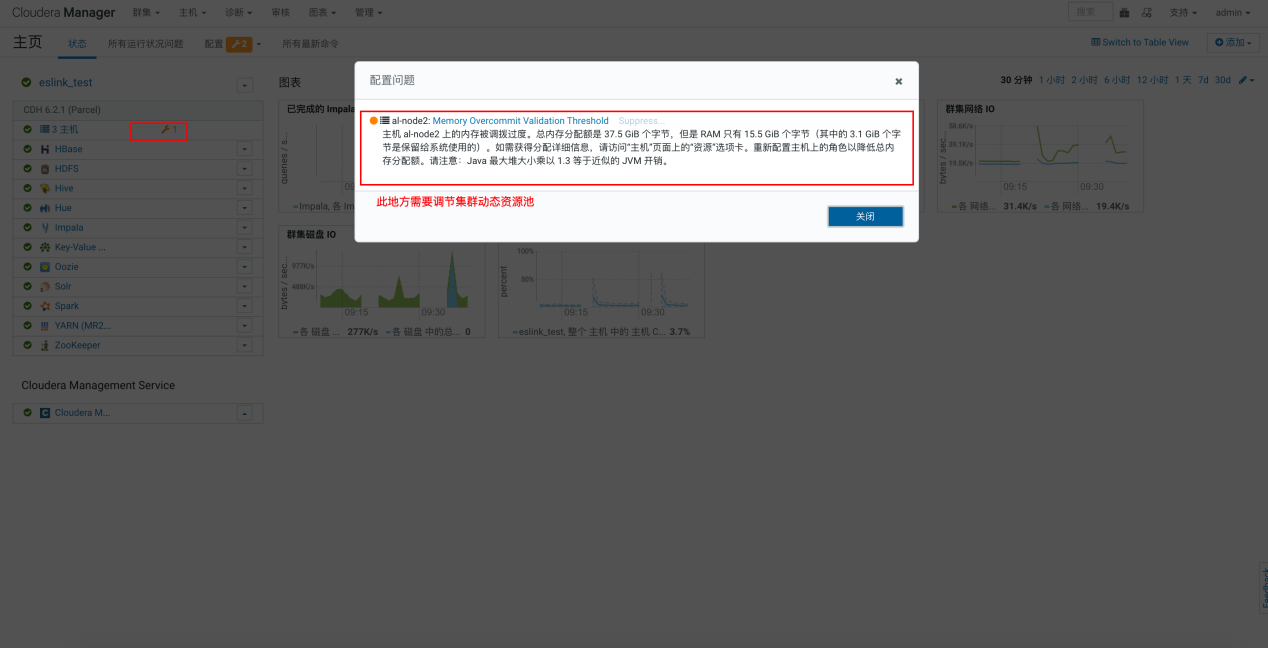 Cloudera Manager 群集 主机 诊断 审核 图表 管理 搜索 支持 admin
主页 状态 所有运行状况问题 配置 2 所有最新命令 Switch to Table View 添加
eslink_test
图表
30 分钟 1 小时 2 小时 6 小时 12 小时 1 天 7d 30d
CDH 6.2.1 (Parcel)
3 主机 1
HBase
HDFS
Hive
Hue
Impala
Key-Value ...
Oozie
Solr
Spark
YARN (MR2...
ZooKeeper
Cloudera Management Service
Cloudera M...
配置问题
al-node2: Memory Overcommit Validation Threshold Suppress...
主机 al-node2 上的内存被调拨过度。总内存分配额是 37.5 GiB 个字节，但是 RAM 只有 15.5 GiB 个字节（其中的 3.1 GiB 个字
节是保留给系统使用的）。如需获得分配详细信息，请访问“主机”页面上的“资源”选项卡。重新配置主机上的角色以降低总内
存分配额。请注意：Java 最大堆大小乘以 1.3 等于近似的 JVM 开销。
此地方需要调节集群动态资源池
关闭
已完成的 Impala
queries / s...
Impala, 各 Im
群集网络 IO
bytes / sec...
39.1K/s
19.5K/s
09:15 09:30
各 网络... 31.4K/s 各 网络... 19.4K/s
群集磁盘 IO
bytes / sec...
977K/s
488K/s
09:15 09:30
各 磁盘 ... 277K/s 各 磁盘 中的总... 0
percent
100%
50%
09:15 09:30
eslink_test, 整个 主机 中的 主机 C... 3.7%
Feedback